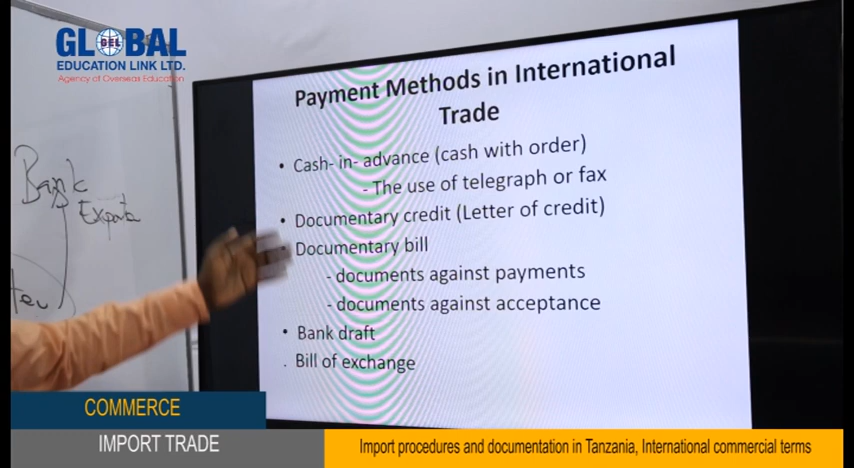 GLOBAL
GEL
EDUCATION LINK LTD.
Agency of Overseas Education
Bank
Payment Methods in International
Trade
• Cash- in- advance (cash with order)
- The use of telegraph or fax
• Documentary credit (Letter of credit)
Documentary bill
- documents against payments
- documents against acceptance
• Bank draft
. Bill of exchange
COMMERCE
IMPORT TRADE
Import procedures and documentation in Tanzania, International commercial terms